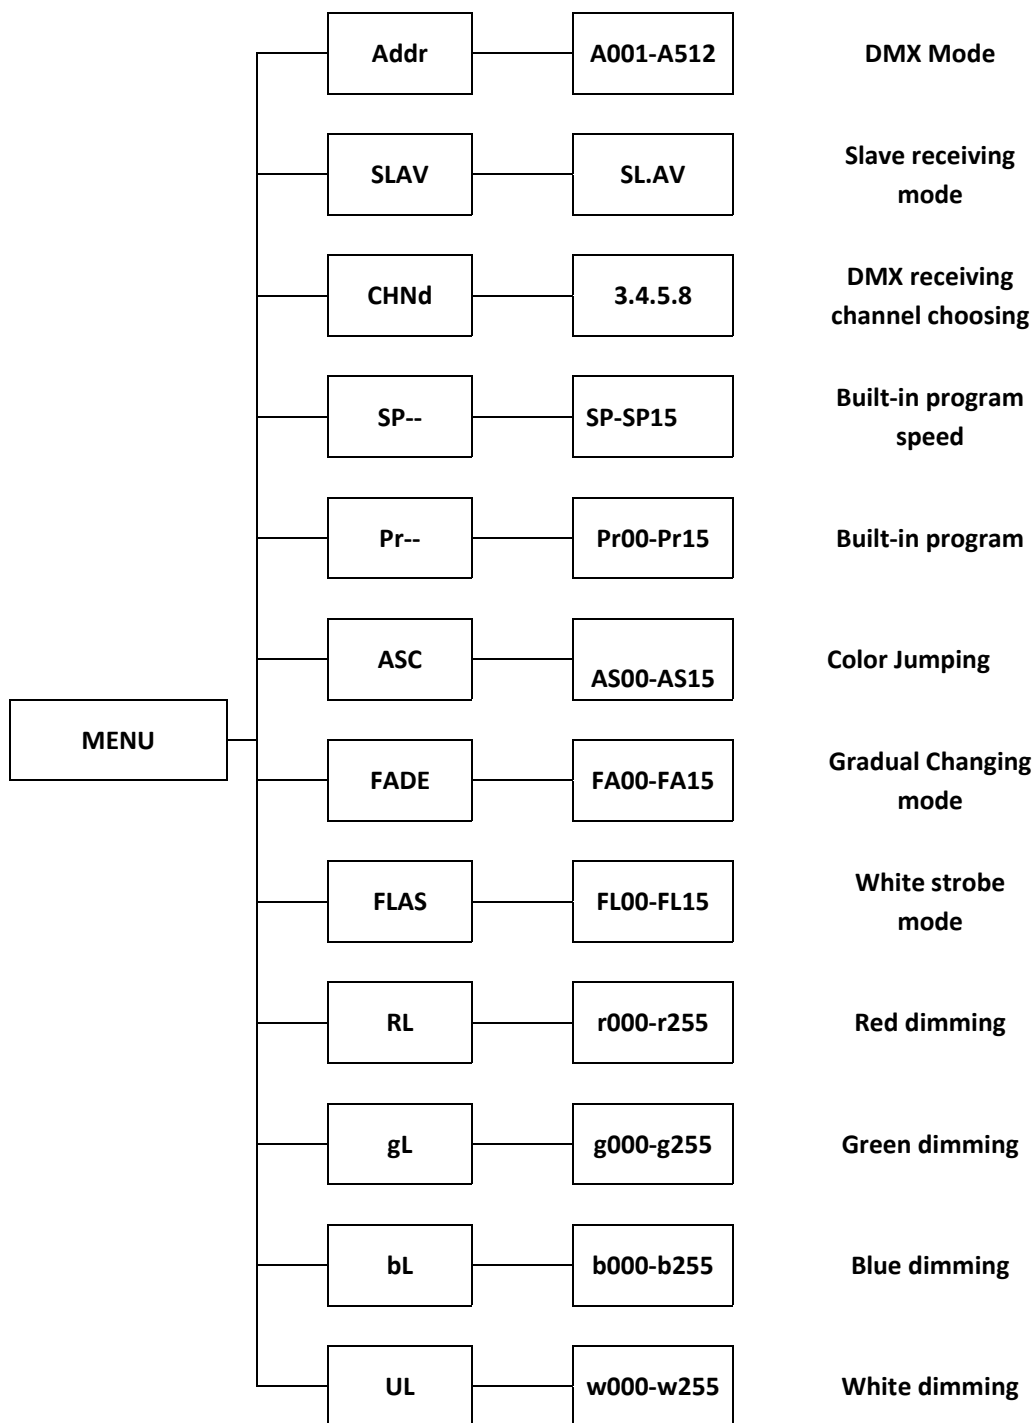 Addr A001-A512 DMX Mode
SLAV SL.AV Slave receiving
mode
CHNd 3.4.5.8 DMX receiving
channel choosing
SP-- SP-SP15 Built-in program
speed
Pr-- Pr00-Pr15 Built-in program
ASC AS00-AS15 Color Jumping
MENU
FADE FA00-FA15 Gradual Changing
mode
FLAS FL00-FL15 White strobe
mode
RL r000-r255 Red dimming
gL g000-g255 Green dimming
bL b000-b255 Blue dimming
UL w000-w255 White dimming